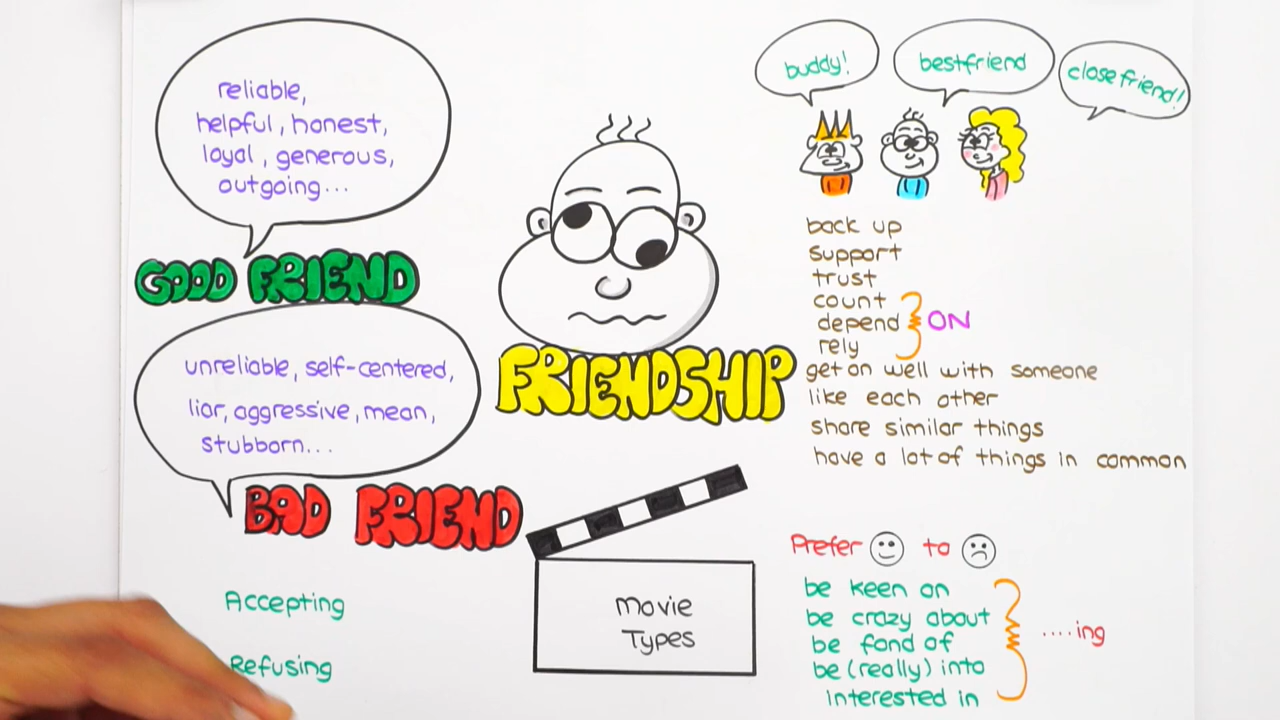 reliable,
helpful, honest,
loyal, generous,
outgoing...
GOOD FRIEND
unreliable, self-centered,
liar, aggressive, mean,
stubborn...
BAD FRIEND
Accepting
Refusing
FRIENDSHIP
Movie
Types
buddy!
bestfriend
closefriend!
back up
support
trust
count
depend
rely
ON
get on well with someone
like each other
share similar things
have a lot of things in common
Prefer to
be keen on
be crazy about
be fond of
be (really) into
interested in
....ing